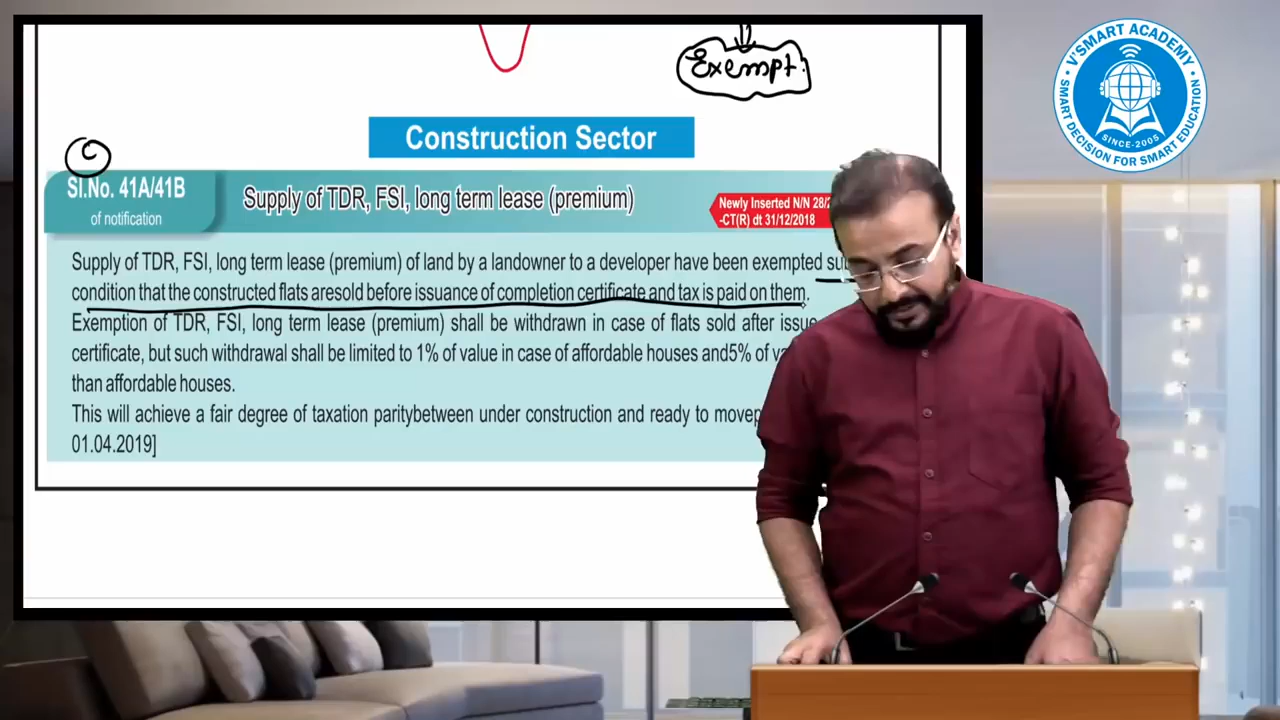 Exempt.
V'SMART ACADEMY
SMART DECISION FOR SMART EDUCATION
SINCE-2005
Construction Sector
C
Sl.No. 41A/41B
of notification
Supply of TDR, FSI, long term lease (premium)
Newly Inserted N/N 28/2
-CT(R) dt 31/12/2018
Supply of TDR, FSI, long term lease (premium) of land by a landowner to a developer have been exempted su
condition that the constructed flats aresold before issuance of completion certificate and tax is paid on them.
Exemption of TDR, FSI, long term lease (premium) shall be withdrawn in case of flats sold after issue
certificate, but such withdrawal shall be limited to 1% of value in case of affordable houses and5% of va
than affordable houses.
This will achieve a fair degree of taxation paritybetween under construction and ready to movep
01.04.2019]